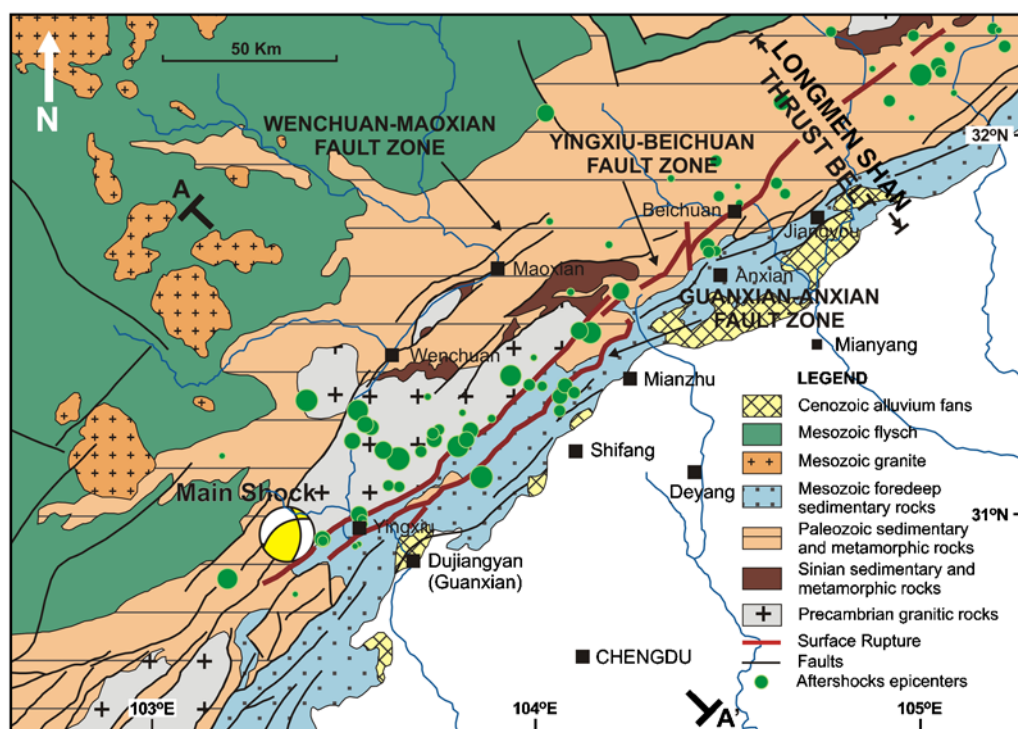 50 Km
N
WENCHUAN-MAOXIAN
FAULT ZONE
YINGXIU-BEICHUAN
FAULT ZONE
LONGMEN SHAN
THRUST BELT
32ºN
A
Beichuan
Jiangyou
Maoxian
Anxian
GUANXIAN-ANXIAN
FAULT ZONE
Wenchuan
Mianyang
Mianzhu
LEGEND
Cenozoic alluvium fans
Mesozoic flysch
Mesozoic granite
Mesozoic foredeep
sedimentary rocks
Paleozoic sedimentary
and metamorphic rocks
Sinian sedimentary and
metamorphic rocks
Precambrian granitic rocks
Surface Rupture
Faults
Aftershocks epicenters
Shifang
Deyang
Main Shock
31ºN
Yingxiu
Dujiangyan
(Guanxian)
CHENGDU
103ºE
104ºE
A'
105ºE